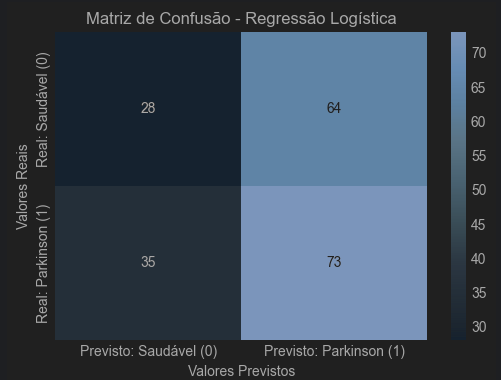 Matriz de Confusão - Regressão Logística
Valores Reais
Real: Saudável (0)
Real: Parkinson (1)
28
64
35
73
Previsto: Saudável (0)
Previsto: Parkinson (1)
Valores Previstos
70
65
60
55
50
45
40
35
30